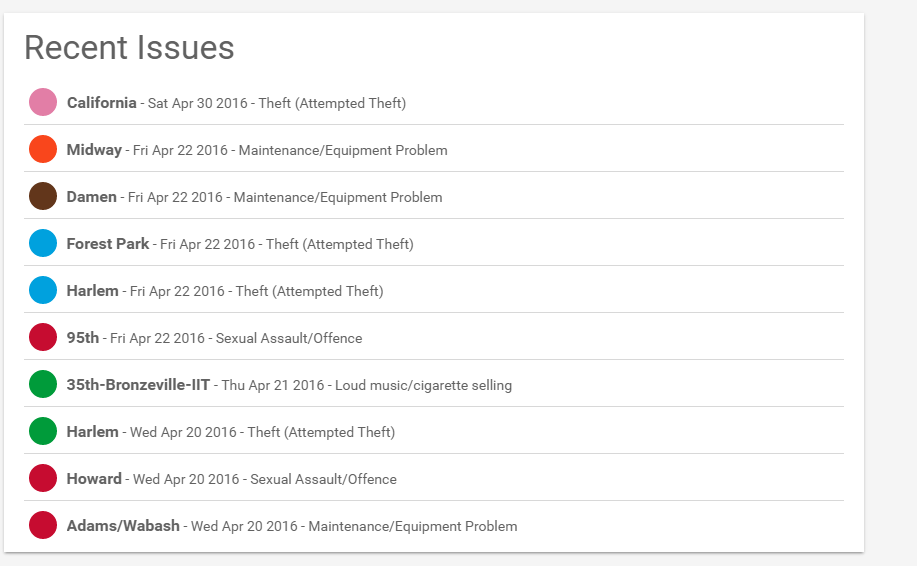 Recent Issues
California - Sat Apr 30 2016 - Theft (Attempted Theft)
Midway - Fri Apr 22 2016 - Maintenance/Equipment Problem
Damen - Fri Apr 22 2016 - Maintenance/Equipment Problem
Forest Park - Fri Apr 22 2016 - Theft (Attempted Theft)
Harlem - Fri Apr 22 2016 - Theft (Attempted Theft)
95th - Fri Apr 22 2016 - Sexual Assault/Offence
35th-Bronzeville-IIT - Thu Apr 21 2016 - Loud music/cigarette selling
Harlem - Wed Apr 20 2016 - Theft (Attempted Theft)
Howard - Wed Apr 20 2016 - Sexual Assault/Offence
Adams/Wabash - Wed Apr 20 2016 - Maintenance/Equipment Problem